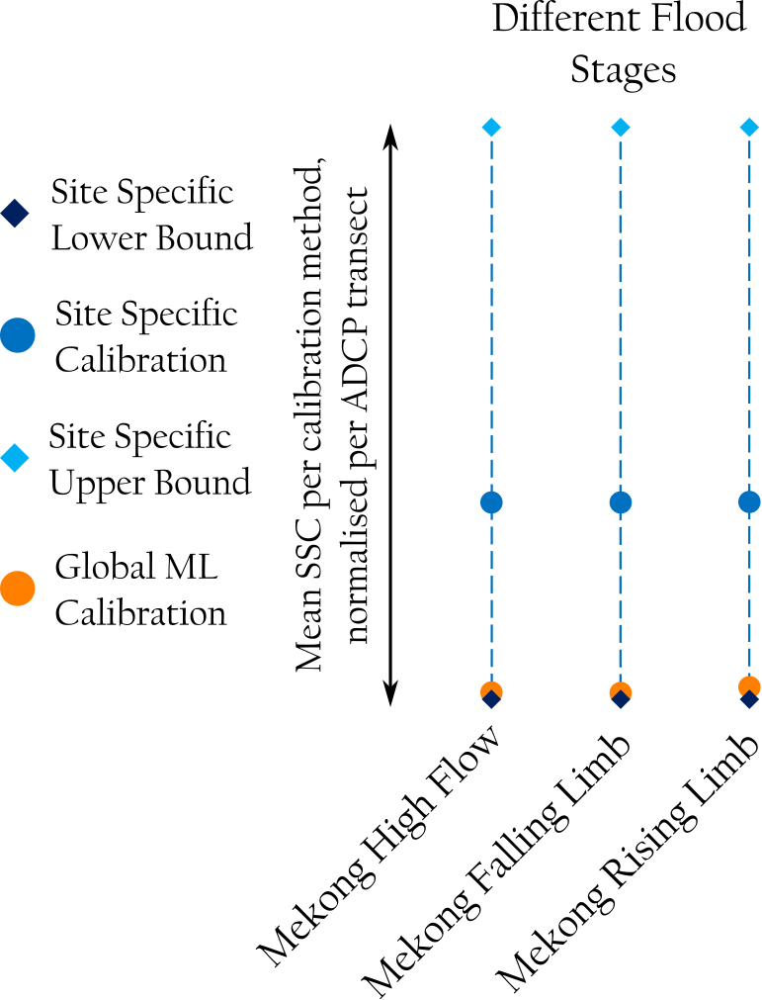 Different Flood
Stages
Site Specific
Lower Bound
Site Specific
Calibration
Site Specific
Upper Bound
Global ML
Calibration
Mean SSC per calibration method,
normalised per ADCP transect
Mekong High Flow
Mekong Falling Limb
Mekong Rising Limb